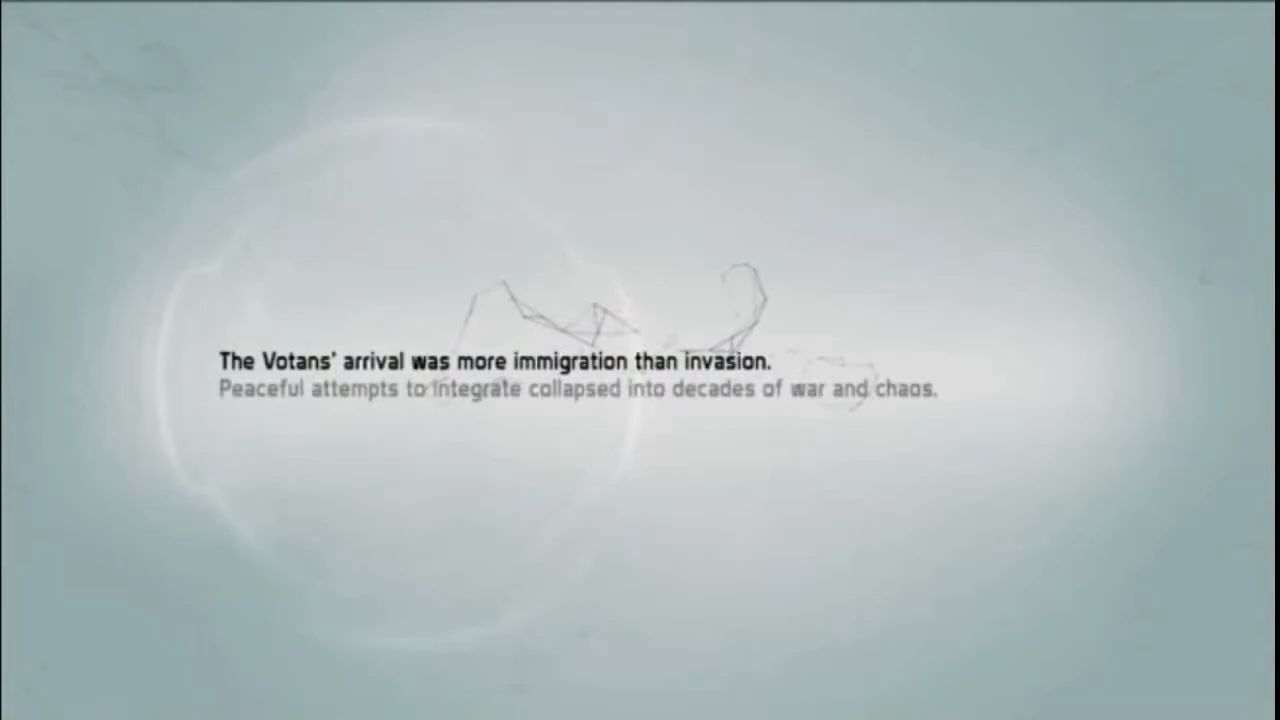 The Votans' arrival was more immigration than invasion.
Peaceful attempts to integrate collapsed into decades of war and chaos.